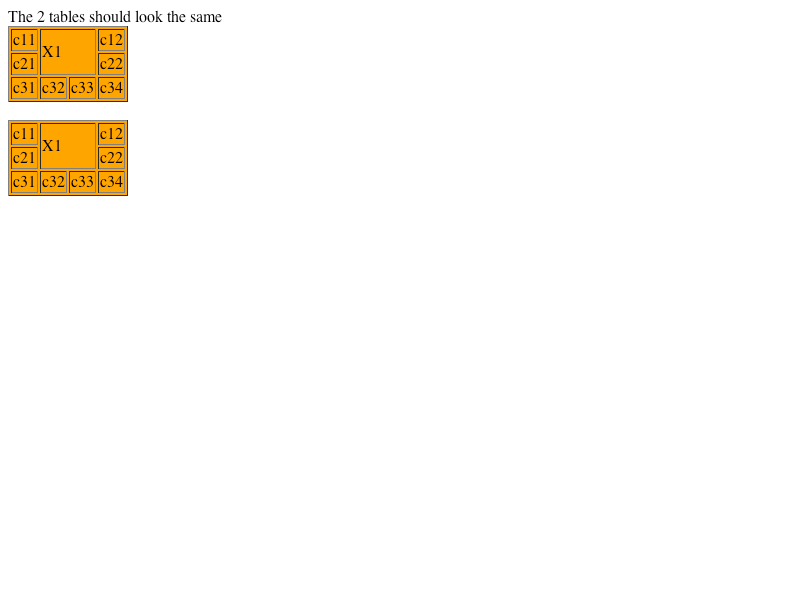 The 2 tables should look the same
c11 X1 c12
c21 c22
c31 c32 c33 c34
c11 X1 c12
c21 c22
c31 c32 c33 c34